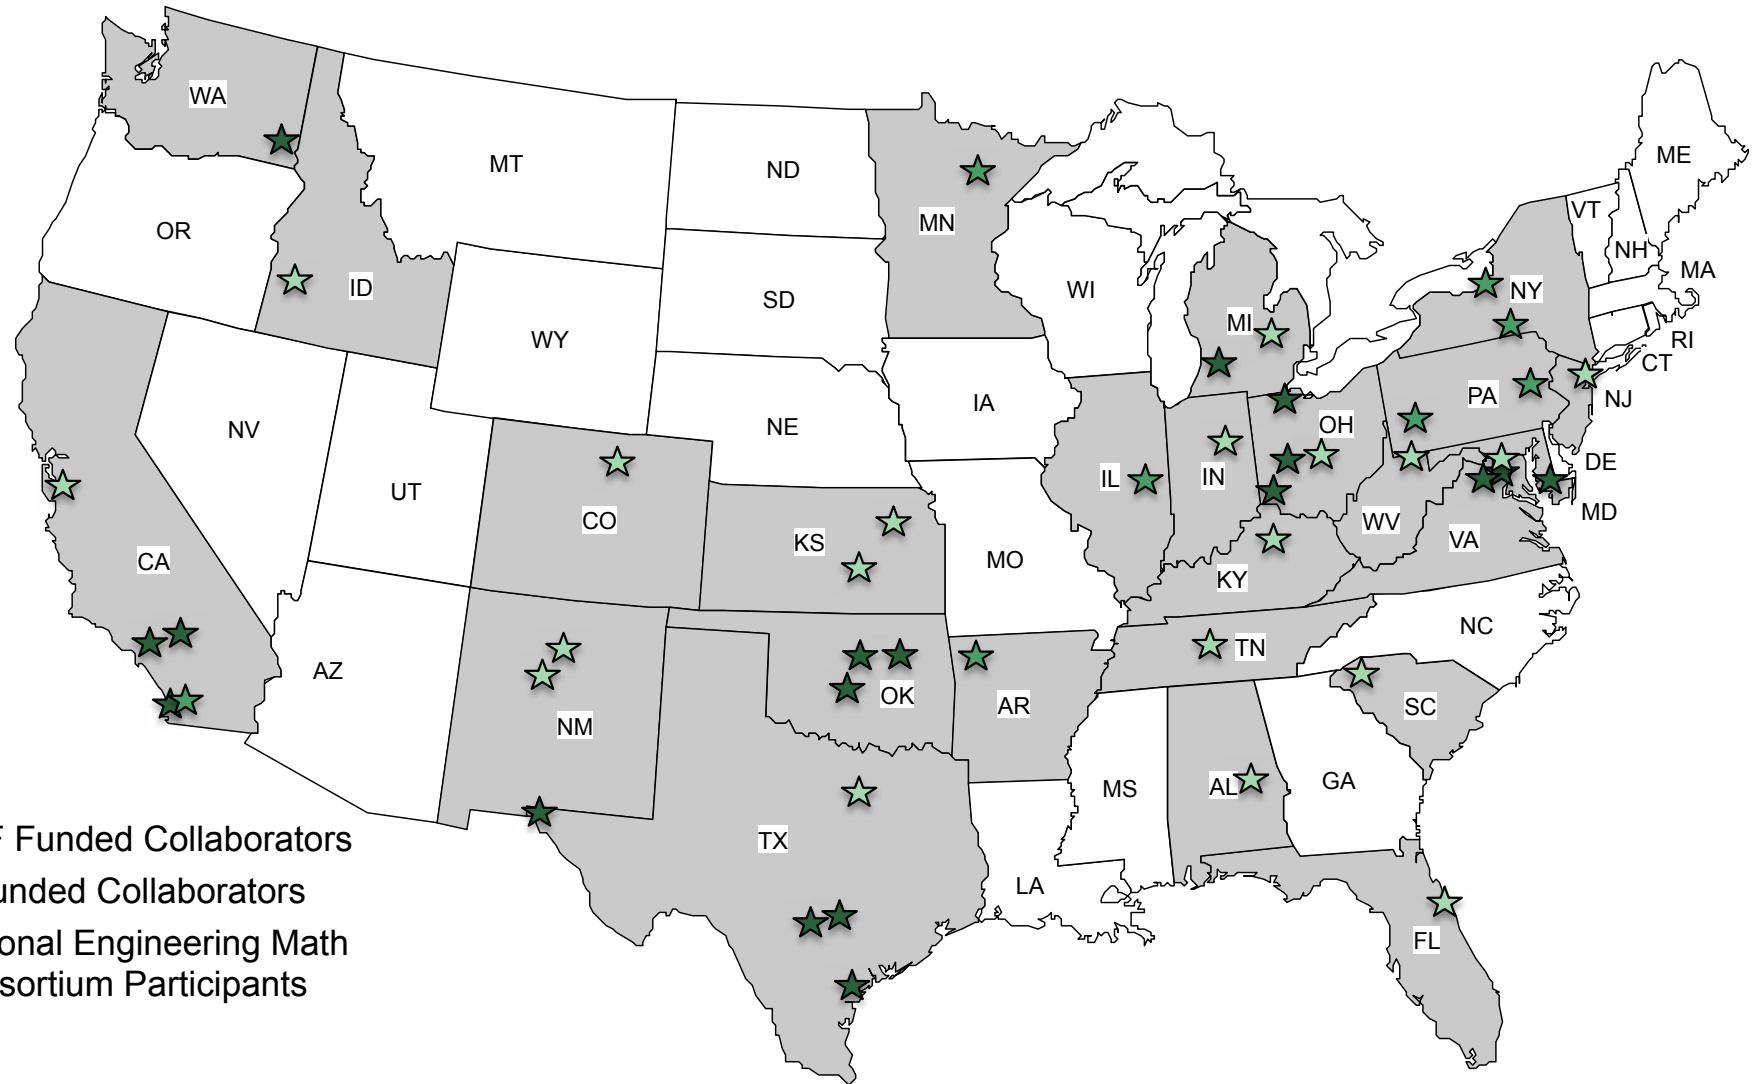 WA
MT
ND
ME
MN
OR
VT
NH
ID
MA
NY
SD
WI
WY
MI
RI
CT
PA
NJ
IA
NE
NV
OH
DE
UT
IL
IN
CO
MD
WV
KS
VA
CA
MO
KY
NC
TN
AZ
OK
AR
SC
NM
MS
AL
GA
TX
Funded Collaborators
LA
unded Collaborators
FL
onal Engineering Math
sortium Participants